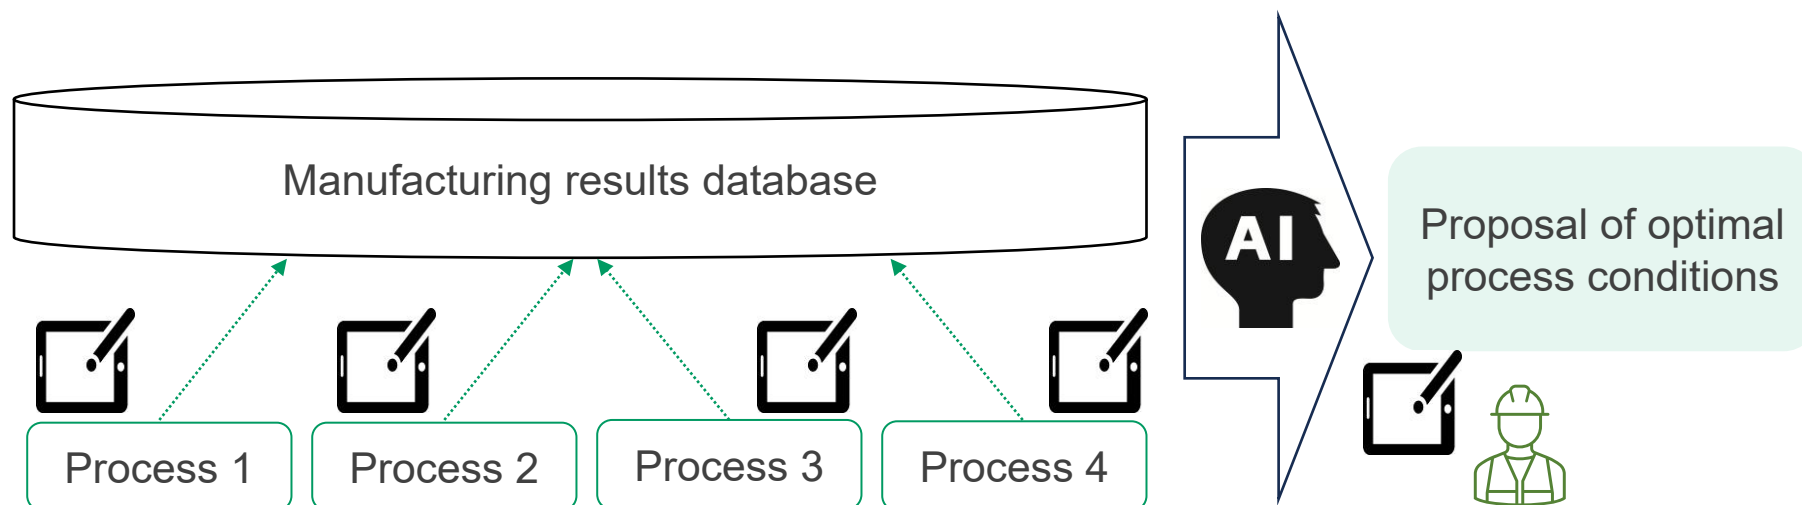 Manufacturing results database
AI
Proposal of optimal
process conditions
Process 1
Process 2
Process 3
Process 4